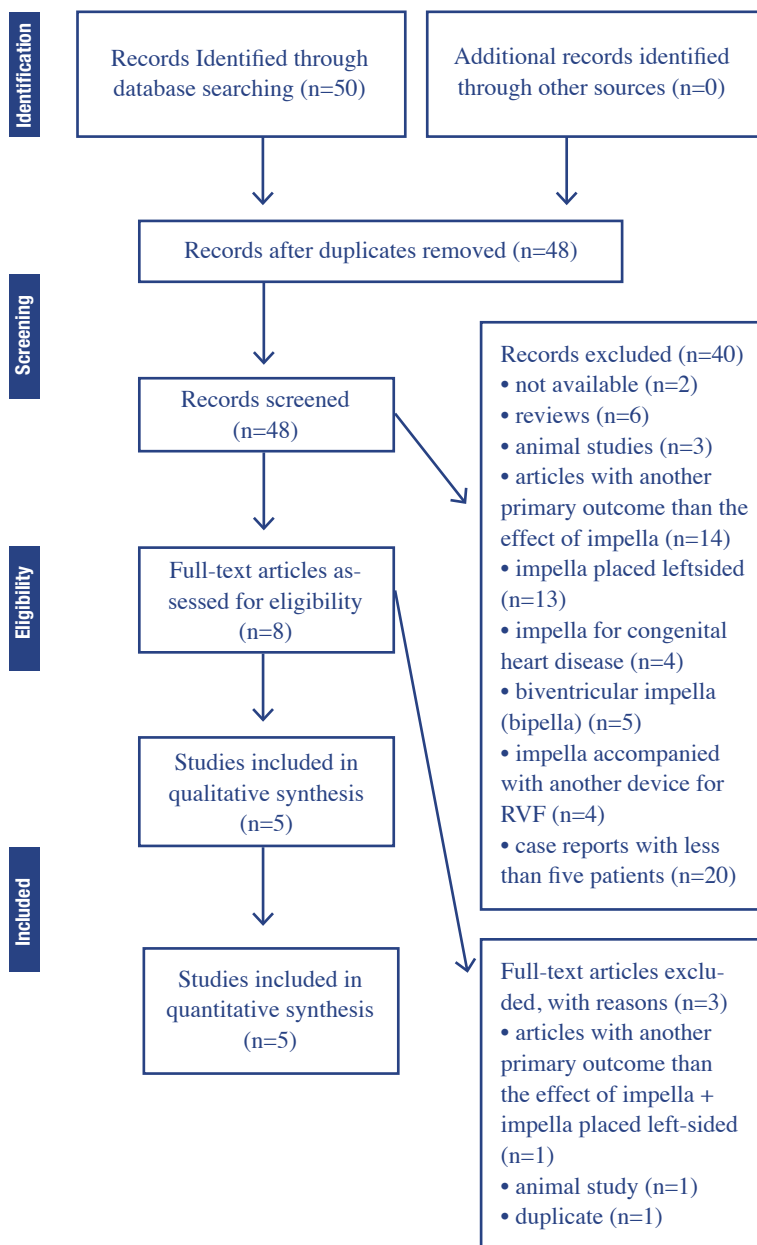 Identification
Records Identified through
database searching (n=50)
Additional records identified
through other sources (n=0)
Records after duplicates removed (n=48)
Screening
Records screened
(n=48)
Records excluded (n=40)
• not available (n=2)
• reviews (n=6)
• animal studies (n=3)
• articles with another
primary outcome than the
effect of impella (n=14)
• impella placed leftsided
(n=13)
• impella for congenital
heart disease (n=4)
• biventricular impella
(bipella) (n=5)
• impella accompanied
with another device for
RVF (n=4)
• case reports with less
than five patients (n=20)
Eligibility
Full-text articles as-
sessed for eligibility
(n=8)
Full-text articles exclu-
ded, with reasons (n=3)
• articles with another
primary outcome than
the effect of impella +
impella placed left-sided
(n=1)
• animal study (n=1)
• duplicate (n=1)
Studies included in
qualitative synthesis
(n=5)
Included
Studies included in
quantitative synthesis
(n=5)